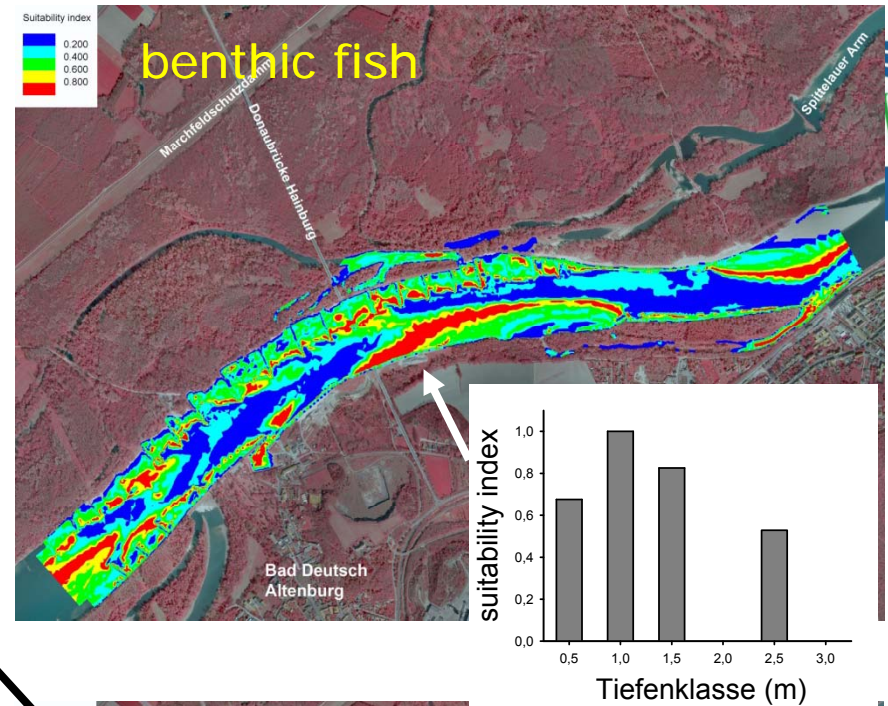 Suitability index
0.200
0.400
0.600
0.800
benthic fish
Marchfeldschutzdamm
Donaubrücke Hainburg
Spittelauer Arm
Bad Deutsch
Altenburg
suitability index
1,0
0,8
0,6
0,4
0,2
0,0
0,5 1,0 1,5 2,0 2,5 3,0
Tiefenklasse (m)